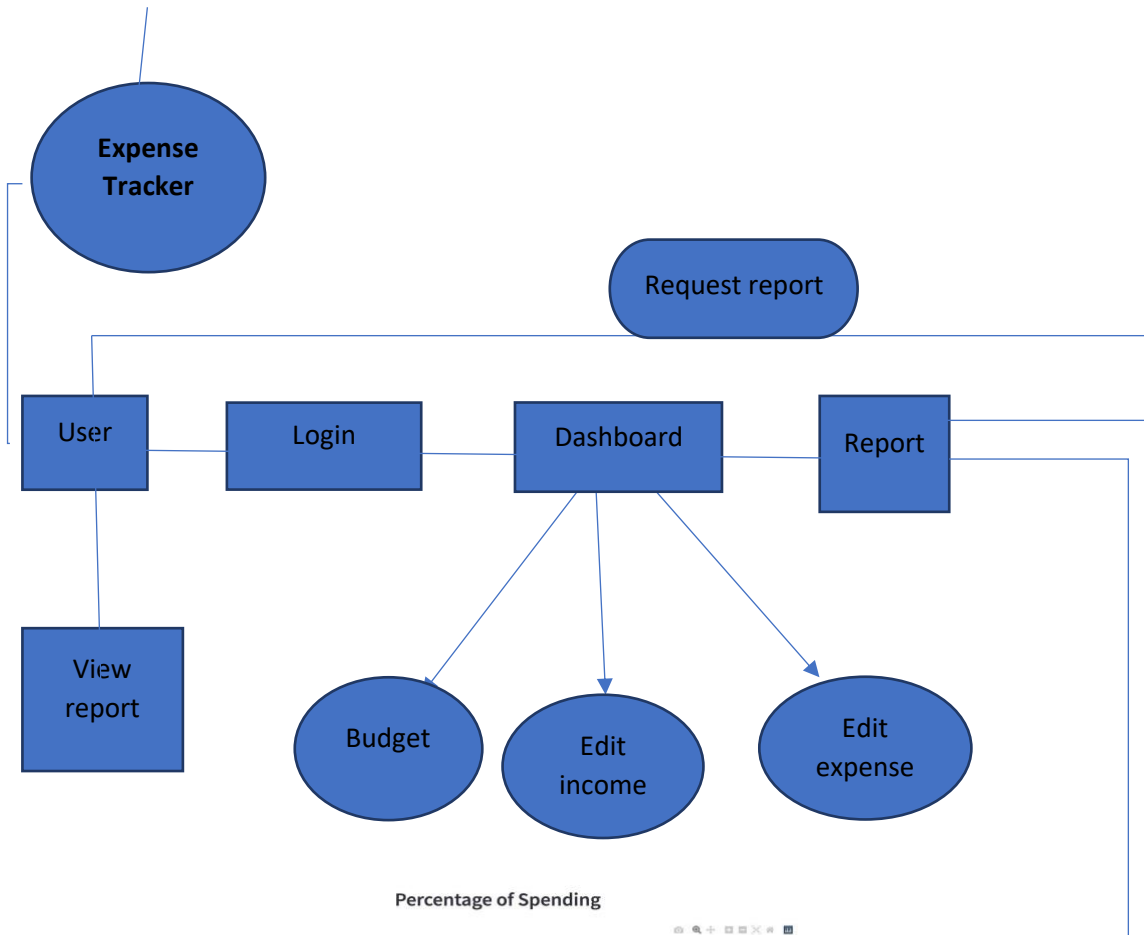 Expense
Tracker
Request report
User
Login
Dashboard
Report
View
report
Budget
Edit
income
Edit
expense
Percentage of Spending